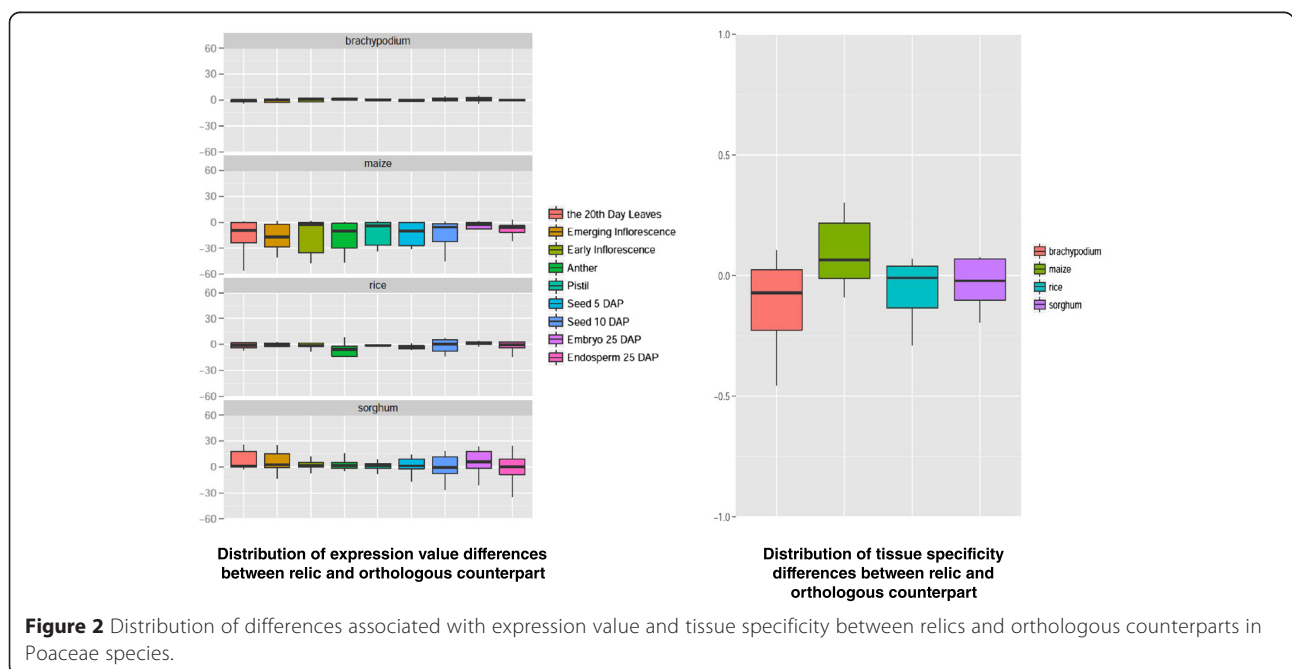 brachypodium
60
30
0
−30
−60
maize
60
30
0
−30
−60
rice
60
30
0
−30
−60
sorghum
60
30
0
−30
−60
the 20th Day Leaves
Emerging Inflorescence
Early Inflorescence
Anther
Pistil
Seed 5 DAP
Seed 10 DAP
Embryo 25 DAP
Endosperm 25 DAP
Distribution of expression value differences
between relic and orthologous counterpart
1.0
0.5
0.0
−0.5
−1.0
brachypodium
maize
rice
sorghum
Distribution of tissue specificity
differences between relic and
orthologous counterpart
Figure 2 Distribution of differences associated with expression value and tissue specificity between relics and orthologous counterparts in
Poaceae species.